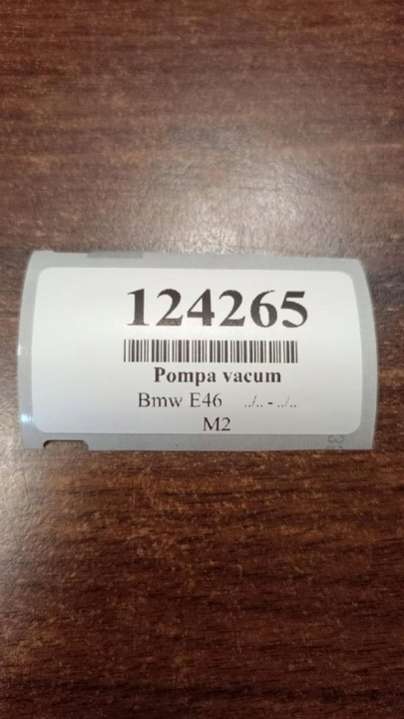 124265
Pompa vacum
Bmw E46 ../.. - ../..
M2